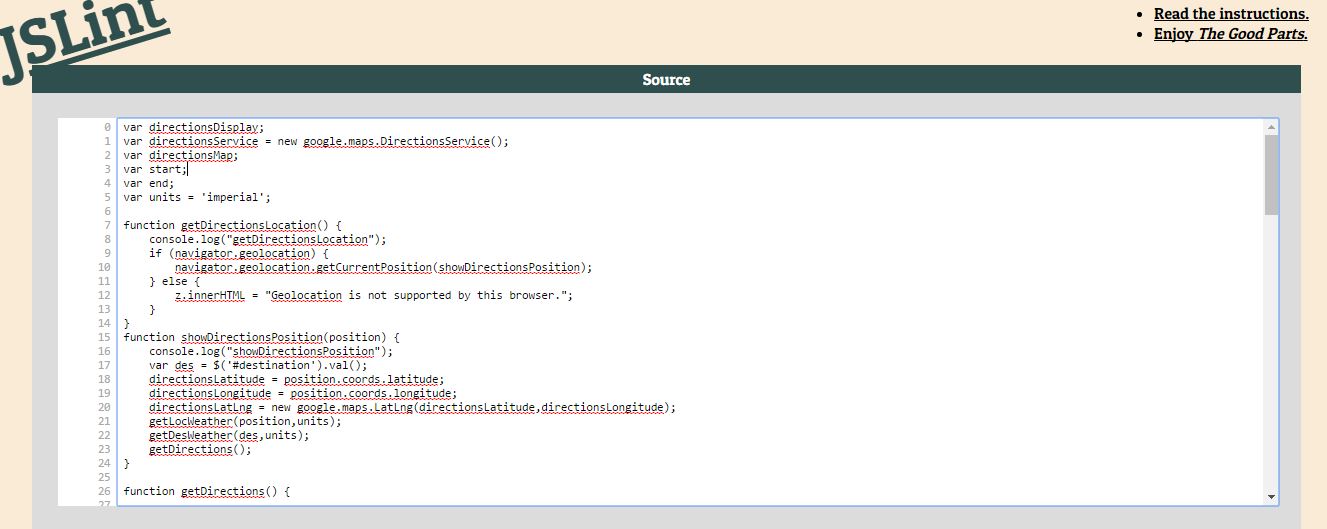 JSLint
Read the instructions.
Enjoy The Good Parts.
Source
0 var directionsDisplay;
1 var directionsService = new google.maps.DirectionsService();
2 var directionsMap;
3 var start;
4 var end;
5 var units = 'imperial';
6
7 function getDirectionsLocation() {
8     console.log("getDirectionsLocation");
9     if (navigator.geolocation) {
10         navigator.geolocation.getCurrentPosition(showDirectionsPosition);
11     } else {
12         z.innerHTML = "Geolocation is not supported by this browser.";
13     }
14 }
15 function showDirectionsPosition(position) {
16     console.log("showDirectionsPosition");
17     var des = $('#destination').val();
18     directionsLatitude = position.coords.latitude;
19     directionsLongitude = position.coords.longitude;
20     directionsLatLng = new google.maps.LatLng(directionsLatitude,directionsLongitude);
21     getLocWeather(position,units);
22     getDesWeather(des,units);
23     getDirections();
24 }
25
26 function getDirections() {
27